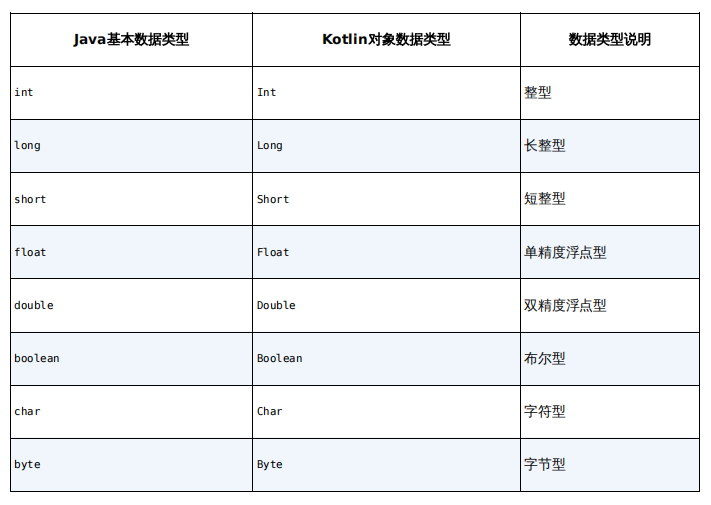 Java基本数据类型 Kotlin对象数据类型 数据类型说明
int Int 整型
long Long 长整型
short Short 短整型
float Float 单精度浮点型
double Double 双精度浮点型
boolean Boolean 布尔型
char Char 字符型
byte Byte 字节型